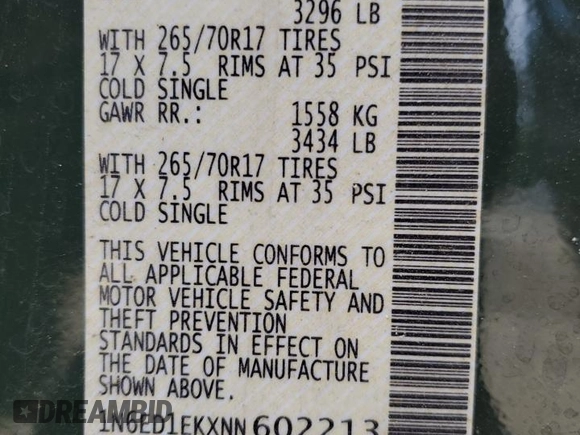 3296 LB
WITH 265/70R17 TIRES
17 X 7.5 RIMS AT 35 PSI
COLD SINGLE
GAWR RR.: 1558 KG
3434 LB
WITH 265/70R17 TIRES
17 X 7.5 RIMS AT 35 PSI
COLD SINGLE
THIS VEHICLE CONFORMS TO
ALL APPLICABLE FEDERAL
MOTOR VEHICLE SAFETY AND
THEFT PREVENTION
STANDARDS IN EFFECT ON
THE DATE OF MANUFACTURE
SHOWN ABOVE.
1N6ED1EKXNN602213
DREAMBID